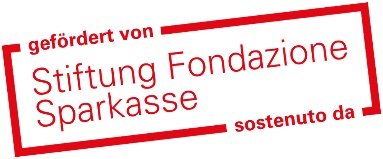 gefördert von
Stiftung Fondazione
Sparkasse
sostenuto da